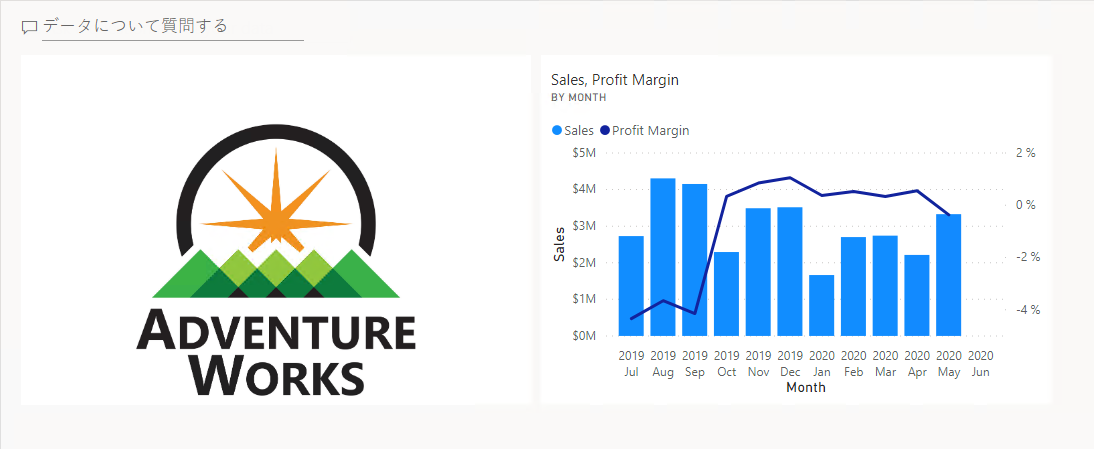 データについて質問する
ADVENTURE
WORKS
Sales, Profit Margin
BY MONTH
Sales Profit Margin
$5M
$4M
$3M
$2M
$1M
$0M
Sales
2 %
0 %
-2 %
-4 %
2019 2019 2019 2019 2019 2019 2020 2020 2020 2020 2020 2020
Jul Aug Sep Oct Nov Dec Jan Feb Mar Apr May Jun
Month